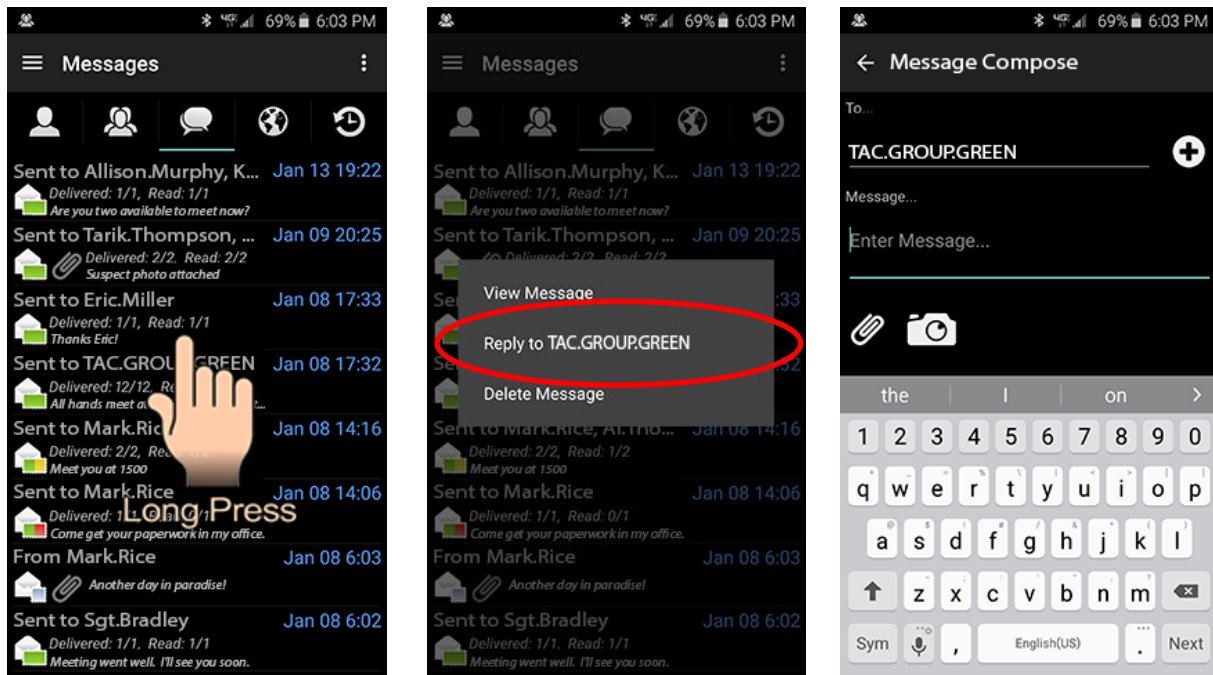 69% 6:03 PM
Messages
Sent to Allison.Murphy, K... Jan 13 19:22
Delivered: 1/1, Read: 1/1
Are you two available to meet now?
Sent to Tarik.Thompson, ... Jan 09 20:25
Delivered: 2/2, Read: 2/2
Suspect photo attached
Sent to Eric.Miller Jan 08 17:33
Delivered: 1/1, Read: 1/1
Thanks Eric!
Sent to TAC.GROUP.GREEN Jan 08 17:32
Delivered: 12/12,
All hands meet
Sent to Mark.Ric Jan 08 14:16
Delivered: 2/2, Read: 1/2
Meet you at 1500
Sent to Mark.Rice Jan 08 14:06
Delivered: 1/1, 
Long Press
Come get your paperwork in my office.
From Mark.Rice Jan 08 6:03
Another day in paradise!
Sent to Sgt.Bradley Jan 08 6:02
Delivered: 1/1, Read: 1/1
Meeting went well. I'll see you soon.
4G 69% 6:03 PM
Messages
Sent to Allison.Murphy, K... Jan 13 19:22
Delivered: 1/1, Read: 1/1
Are you two available to meet now?
Sent to Tarik.Thompson, ... Jan 09 20:25
Delivered: 2/2, Read: 2/2
View Message
:33
Reply to TAC.GROUP.GREEN
Delete Message
Sent to Mark.Rice, Al.Tho... Jan 08 14:16
Delivered: 2/2, Read: 1/2
Meet you at 1500
Sent to Mark.Rice Jan 08 14:06
Delivered: 1/1, Read: 0/1
Come get your paperwork in my office.
From Mark.Rice Jan 08 6:03
Another day in paradise!
Sent to Sgt.Bradley Jan 08 6:02
Delivered: 1/1, Read: 1/1
Meeting went well. I'll see you soon.
69% 6:03 PM
Message Compose
To...
TAC.GROUP.GREEN
Message...
Enter Message...
the I on >
1 2 3 4 5 6 7 8 9 0
q w e r t y u i o p
a s d f g h j k l
z x c v b n m
Sym , English(US) . Next